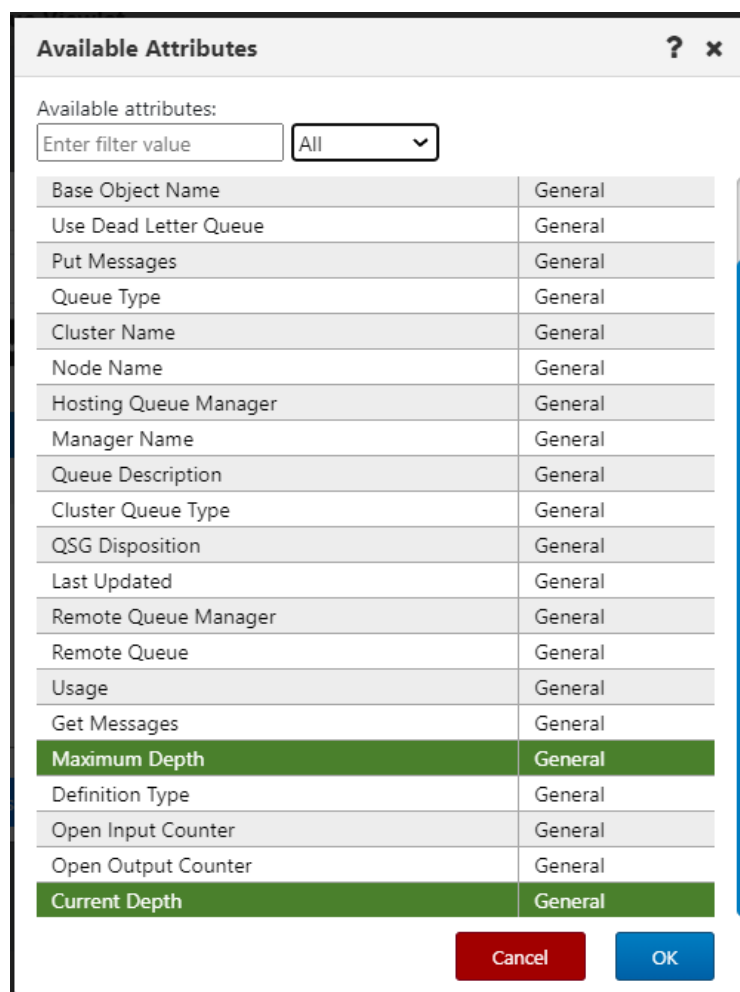 Available Attributes ? ×
Available attributes:
Enter filter value All
Base Object Name General
Use Dead Letter Queue General
Put Messages General
Queue Type General
Cluster Name General
Node Name General
Hosting Queue Manager General
Manager Name General
Queue Description General
Cluster Queue Type General
QSG Disposition General
Last Updated General
Remote Queue Manager General
Remote Queue General
Usage General
Get Messages General
Maximum Depth General
Definition Type General
Open Input Counter General
Open Output Counter General
Current Depth General
Cancel OK